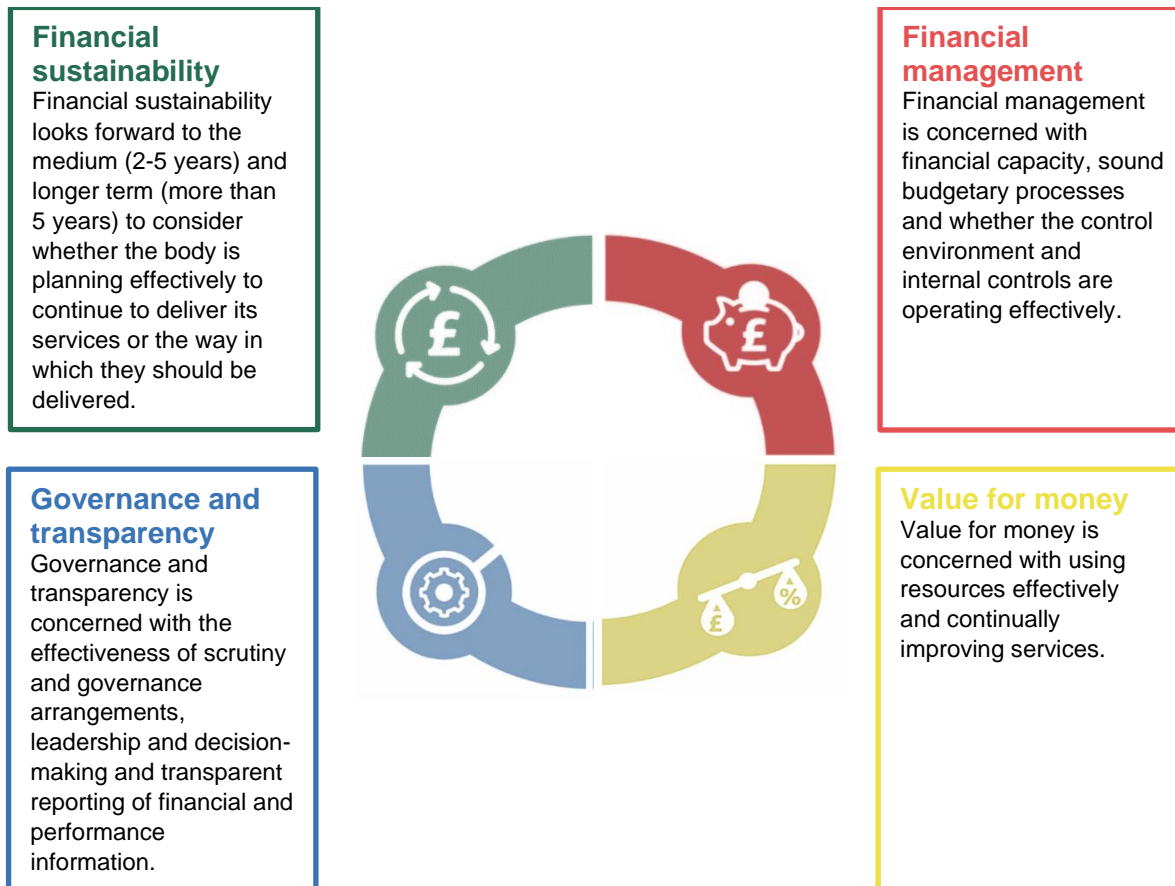 Financial
sustainability
Financial sustainability
looks forward to the
medium (2-5 years) and
longer term (more than
5 years) to consider
whether the body is
planning effectively to
continue to deliver its
services or the way in
which they should be
delivered.
Financial
management
Financial management
is concerned with
financial capacity, sound
budgetary processes
and whether the control
environment and
internal controls are
operating effectively.
£
£
Governance and
transparency
Governance and
transparency is
concerned with the
effectiveness of scrutiny
and governance
arrangements,
leadership and decision-
making and transparent
reporting of financial and
performance
information.
£
%
Value for money
Value for money is
concerned with using
resources effectively
and continually
improving services.